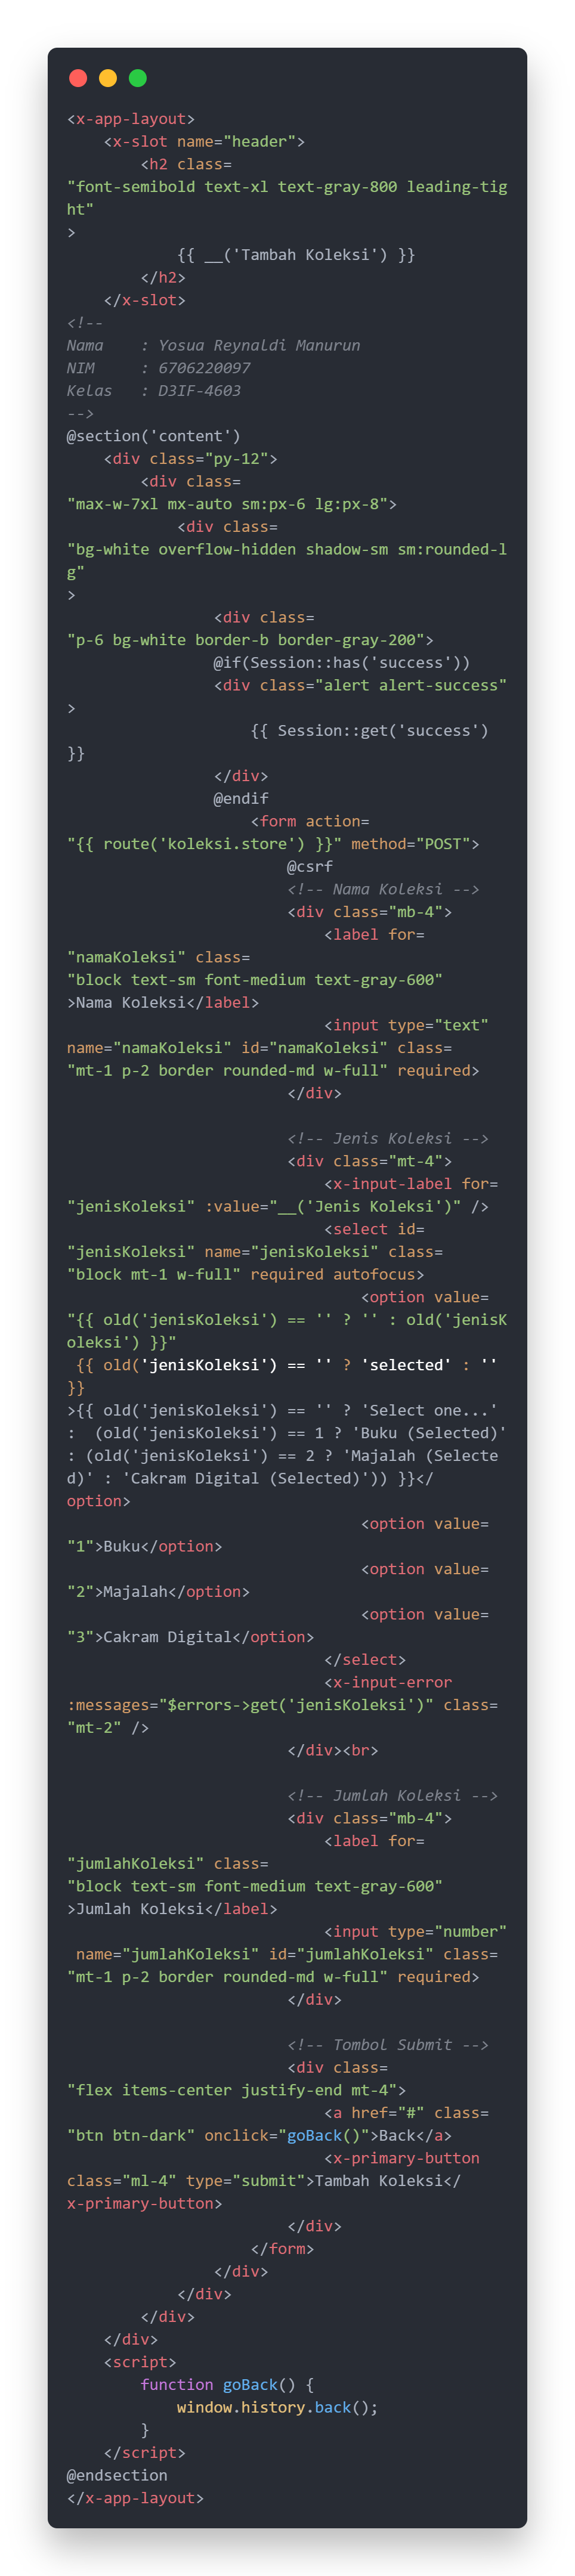 <x-app-layout>
<x-slot name="header">
<h2 class=
"font-semibold text-xl text-gray-800 leading-tig
ht"
>
{{ __('Tambah Koleksi') }}
</h2>
</x-slot>
<!--
Nama    : Yosua Reynaldi Manurun
NIM     : 6706220097
Kelas   : D3IF-4603
-->
@section('content')
<div class="py-12">
<div class=
"max-w-7xl mx-auto sm:px-6 lg:px-8">
<div class=
"bg-white overflow-hidden shadow-sm sm:rounded-l
g"
>
<div class=
"p-6 bg-white border-b border-gray-200">
@if(Session::has('success'))
<div class="alert alert-success"
>
{{ Session::get('success')
}}
</div>
@endif
<form action=
"{{ route('koleksi.store') }}" method="POST">
@csrf
<!-- Nama Koleksi -->
<div class="mb-4">
<label for=
"namaKoleksi" class=
"block text-sm font-medium text-gray-600"
>Nama Koleksi</label>
<input type="text"
name="namaKoleksi" id="namaKoleksi" class=
"mt-1 p-2 border rounded-md w-full" required>
</div>
<!-- Jenis Koleksi -->
<div class="mt-4">
<x-input-label for=
"jenisKoleksi" :value="__('Jenis Koleksi')" />
<select id=
"jenisKoleksi" name="jenisKoleksi" class=
"block mt-1 w-full" required autofocus>
<option value=
"{{ old('jenisKoleksi') == '' ? '' : old('jenisK
oleksi') }}"
{{ old('jenisKoleksi') == '' ? 'selected' : ''
}}
>{{ old('jenisKoleksi') == '' ? 'Select one...'
:  (old('jenisKoleksi') == 1 ? 'Buku (Selected)'
: (old('jenisKoleksi') == 2 ? 'Majalah (Selecte
d)' : 'Cakram Digital (Selected)')) }}</
option>
<option value=
"1">Buku</option>
<option value=
"2">Majalah</option>
<option value=
"3">Cakram Digital</option>
</select>
<x-input-error
:messages="$errors->get('jenisKoleksi')" class=
"mt-2" />
</div><br>
<!-- Jumlah Koleksi -->
<div class="mb-4">
<label for=
"jumlahKoleksi" class=
"block text-sm font-medium text-gray-600"
>Jumlah Koleksi</label>
<input type="number"
name="jumlahKoleksi" id="jumlahKoleksi" class=
"mt-1 p-2 border rounded-md w-full" required>
</div>
<!-- Tombol Submit -->
<div class=
"flex items-center justify-end mt-4">
<a href="#" class=
"btn btn-dark" onclick="goBack()">Back</a>
<x-primary-button
class="ml-4" type="submit">Tambah Koleksi</
x-primary-button>
</div>
</form>
</div>
</div>
</div>
</div>
<script>
function goBack() {
window.history.back();
}
</script>
@endsection
</x-app-layout>